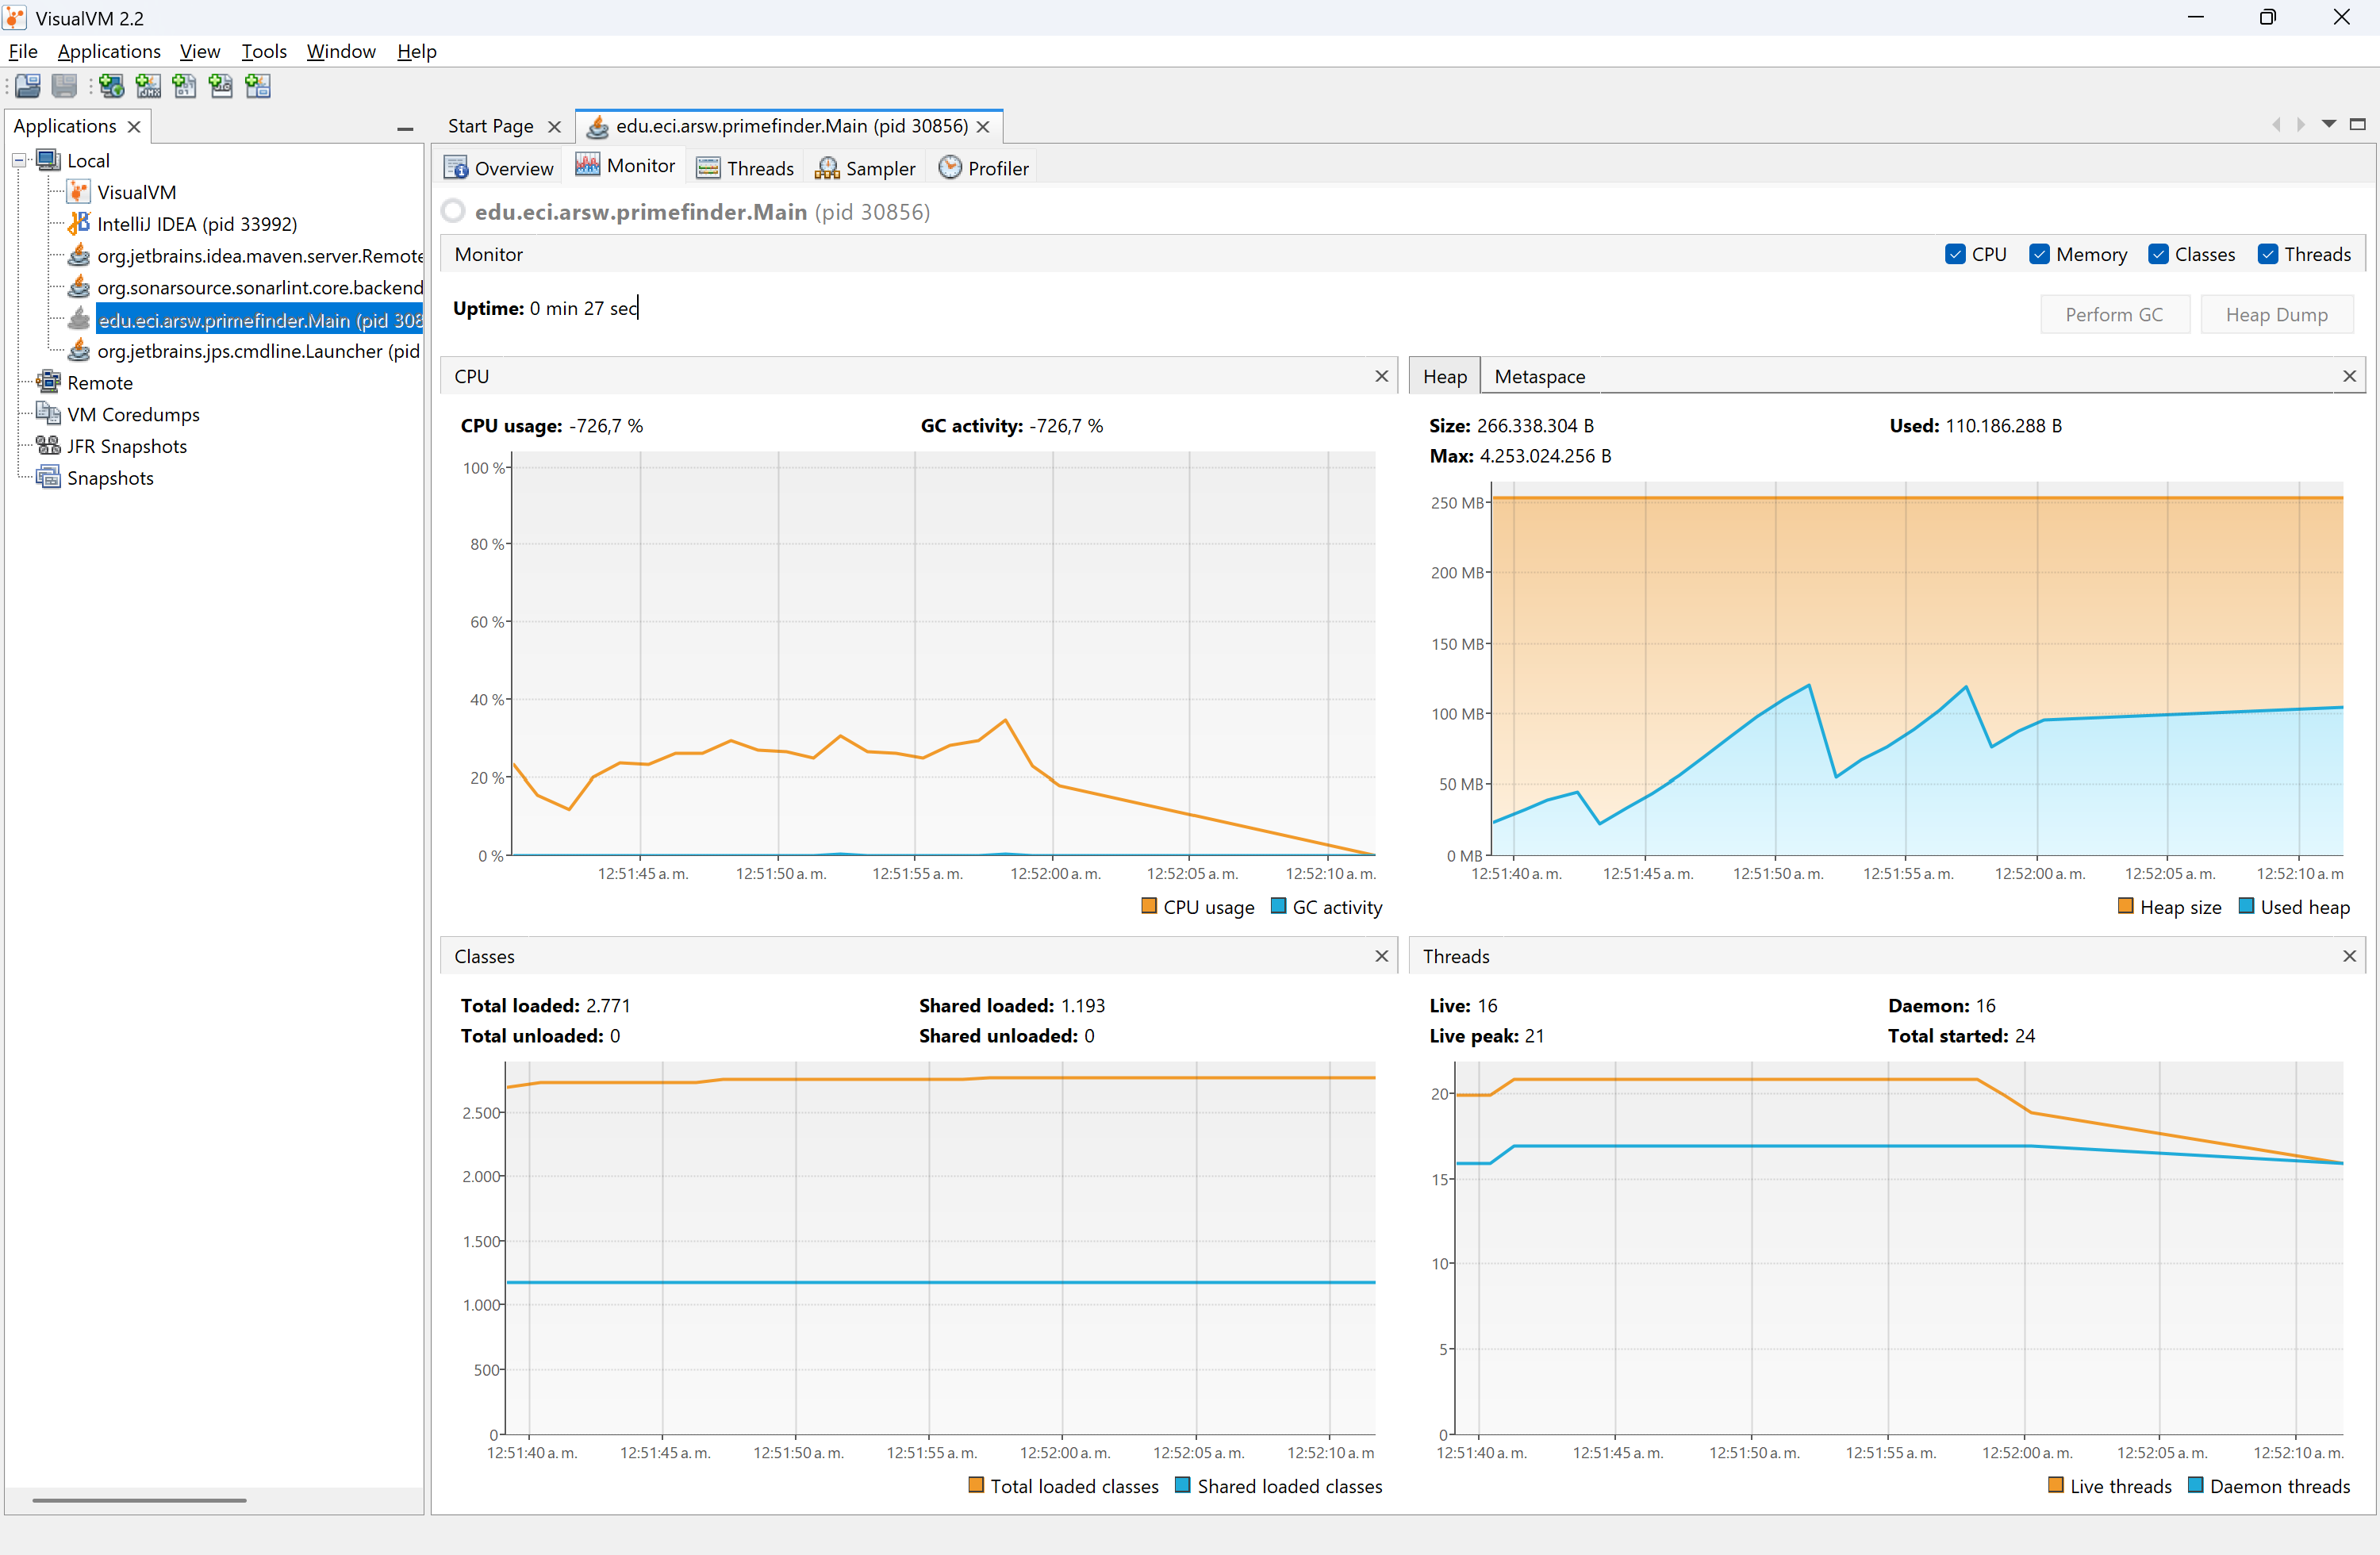 VisualVM 2.2
File Applications View Tools Window Help
Applications
Local
VisualVM
IntelliJ IDEA (pid 33992)
org.jetbrains.idea.maven.server.Remote
org.sonarsource.sonarlint.core.backend
edu.eci.arsw.primefinder.Main (pid 308
org.jetbrains.jps.cmdline.Launcher (pid
Remote
VM Coredumps
JFR Snapshots
Snapshots
Start Page edu.eci.arsw.primefinder.Main (pid 30856)
Overview Monitor Threads Sampler Profiler
edu.eci.arsw.primefinder.Main (pid 30856)
Monitor CPU Memory Classes Threads
Uptime: 0 min 27 sec
Perform GC Heap Dump
CPU
CPU usage: -726,7 % GC activity: -726,7 %
100 %
80 %
60 %
40 %
20 %
0 %
12:51:45 a. m. 12:51:50 a. m. 12:51:55 a. m. 12:52:00 a. m. 12:52:05 a. m. 12:52:10 a. m.
CPU usage GC activity
Heap Metaspace
Size: 266.338.304 B Used: 110.186.288 B
Max: 4.253.024.256 B
250 MB
200 MB
150 MB
100 MB
50 MB
0 MB
12:51:40 a. m. 12:51:45 a. m. 12:51:50 a. m. 12:51:55 a. m. 12:52:00 a. m. 12:52:05 a. m. 12:52:10 a. m
Heap size Used heap
Classes
Total loaded: 2.771 Shared loaded: 1.193
Total unloaded: 0 Shared unloaded: 0
2.500
2.000
1.500
1.000
500
0
12:51:40 a. m. 12:51:45 a. m. 12:51:50 a. m. 12:51:55 a. m. 12:52:00 a. m. 12:52:05 a. m. 12:52:10 a. m
Total loaded classes Shared loaded classes
Threads
Live: 16 Daemon: 16
Live peak: 21 Total started: 24
20
15
10
5
0
12:51:40 a. m. 12:51:45 a. m. 12:51:50 a. m. 12:51:55 a. m. 12:52:00 a. m. 12:52:05 a. m. 12:52:10 a. m.
Live threads Daemon threads